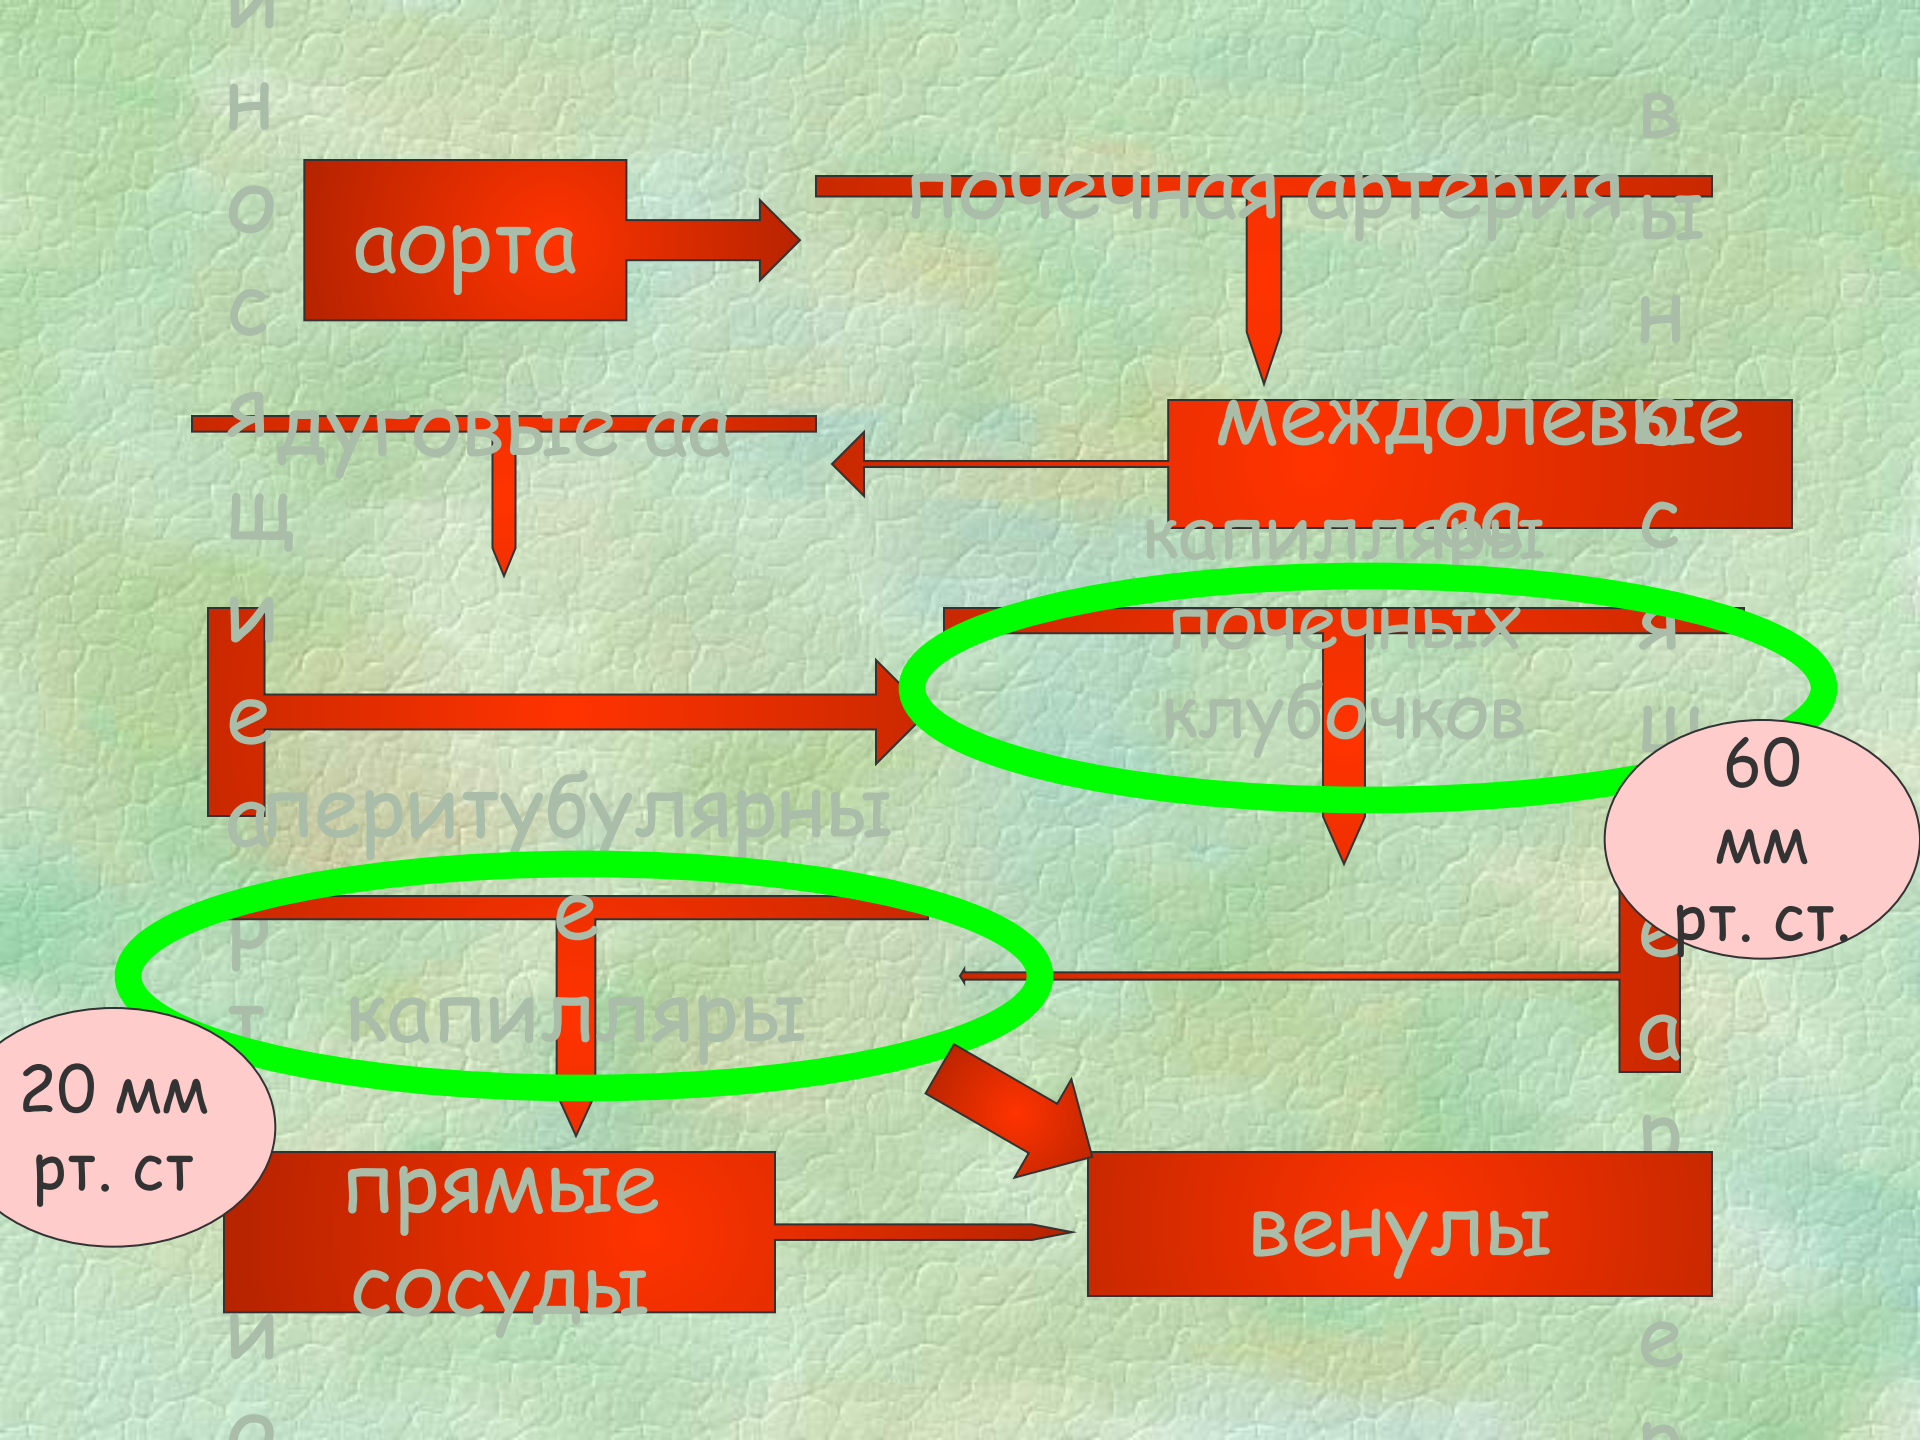 аорта
почечная артерия
дуговые аа
междолевые
аа
капилляры
почечных
клубочков
60
мм
рт. ст.
перитубулярны
е
капилляры
20 мм
рт. ст
прямые
сосуды
венулы